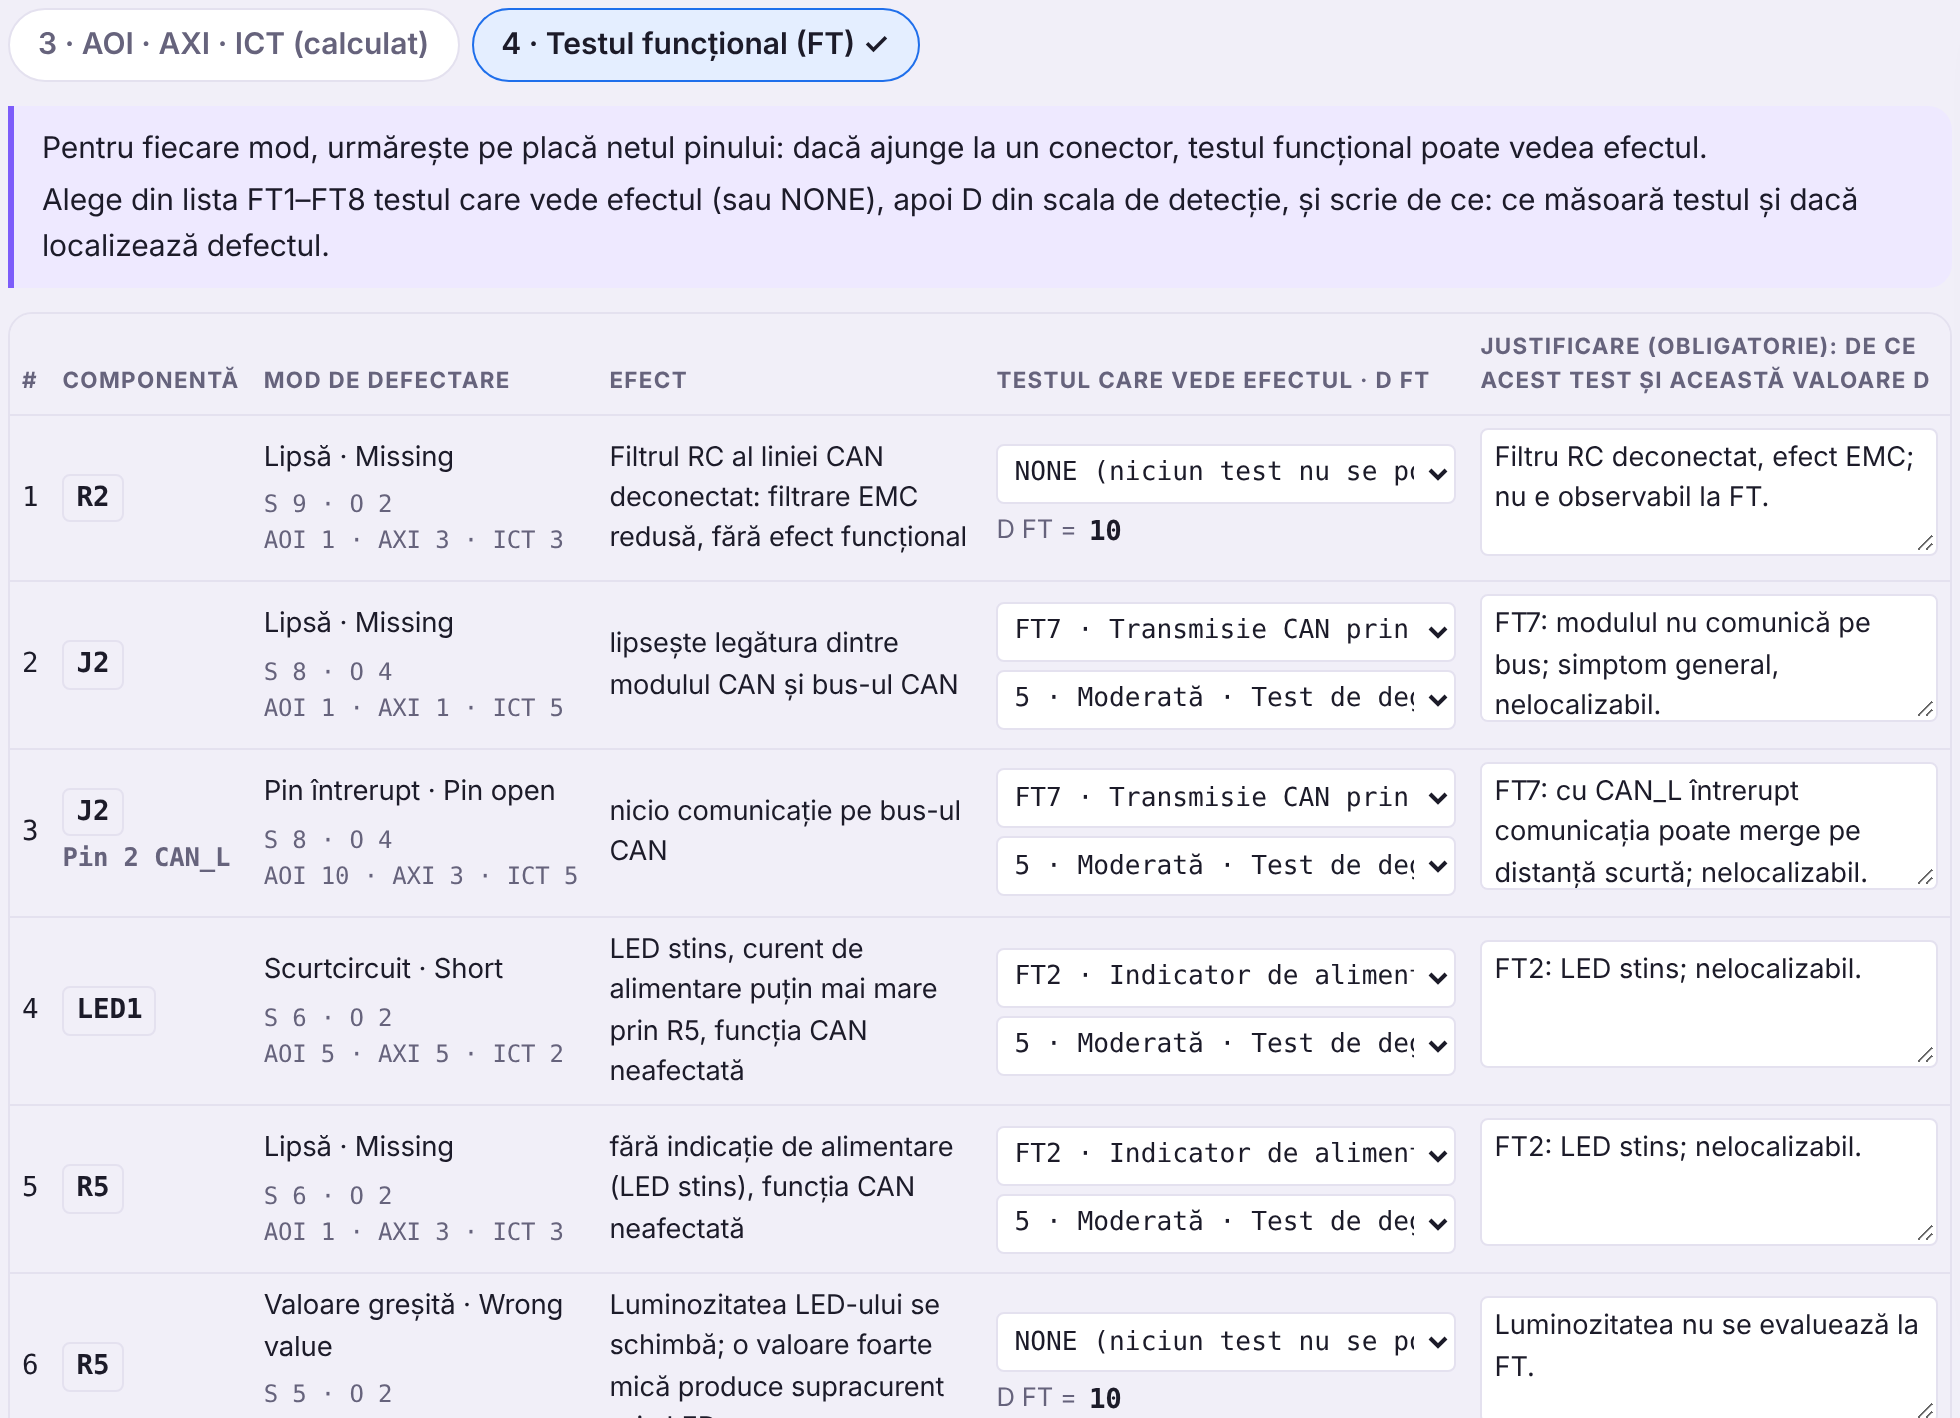 3 · AOI · AXI · ICT (calculat)
4 · Testul funcțional (FT) ✓
Pentru fiecare mod, urmărește pe placă netul pinului: dacă ajunge la un conector, testul funcțional poate vedea efectul.
Alege din lista FT1–FT8 testul care vede efectul (sau NONE), apoi D din scala de detecție, și scrie de ce: ce măsoară testul și dacă
localizează defectul.
# COMPONENTĂ MOD DE DEFECTARE EFECT TESTUL CARE VEDE EFECTUL · D FT
JUSTIFICARE (OBLIGATORIE): DE CE
ACEST TEST ȘI ACEASTĂ VALOARE D
1
R2
Lipsă · Missing
S 9 · O 2
AOI 1 · AXI 3 · ICT 3
Filtrul RC al liniei CAN
deconectat: filtrare EMC
redusă, fără efect funcțional
NONE (niciun test nu se
D FT = 10
Filtru RC deconectat, efect EMC;
nu e observabil la FT.
2
J2
Lipsă · Missing
S 8 · O 4
AOI 1 · AXI 1 · ICT 5
lipsește legătura dintre
modulul CAN și bus-ul CAN
FT7 · Transmisie CAN prin
5 · Moderată · Test de
FT7: modulul nu comunică pe
bus; simptom general,
nelocalizabil.
3
J2
Pin 2 CAN_L
Pin întrerupt · Pin open
S 8 · O 4
AOI 10 · AXI 3 · ICT 5
nicio comunicație pe bus-ul
CAN
FT7 · Transmisie CAN prin
5 · Moderată · Test de
FT7: cu CAN_L întrerupt
comunicația poate merge pe
distanță scurtă; nelocalizabil.
4
LED1
Scurtcircuit · Short
S 6 · O 2
AOI 5 · AXI 5 · ICT 2
LED stins, curent de
alimentare puțin mai mare
prin R5, funcția CAN
neafectată
FT2 · Indicator de
5 · Moderată · Test de
FT2: LED stins; nelocalizabil.
5
R5
Lipsă · Missing
S 6 · O 2
AOI 1 · AXI 3 · ICT 3
fără indicație de alimentare
(LED stins), funcția CAN
neafectată
FT2 · Indicator de
5 · Moderată · Test de
FT2: LED stins; nelocalizabil.
6
R5
Valoare greșită · Wrong
value
S 5 · O 2
Luminozitatea LED-ului se
schimbă; o valoare foarte
mică produce supracurent
NONE (niciun test nu se
D FT = 10
Luminozitatea nu se evaluează la
FT.